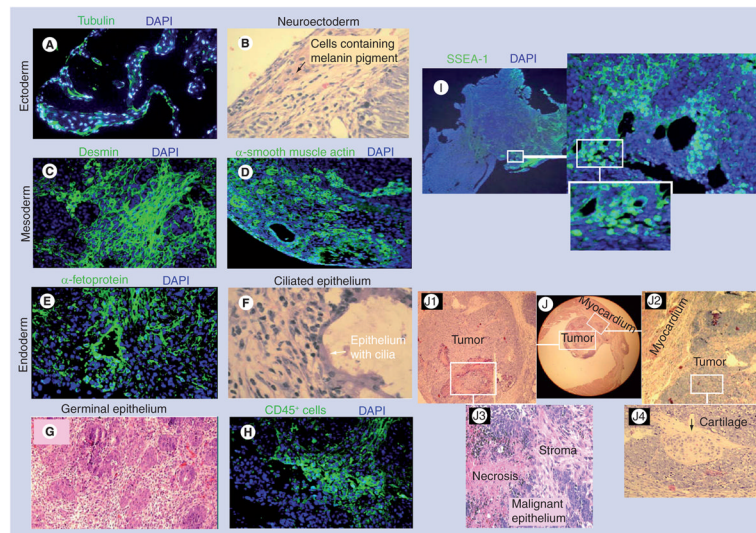 Tubulin DAPI
A
Ectoderm
Neuroectoderm
B
Cells containing
melanin pigment
Desmin DAPI
C
Mesoderm
α-smooth muscle actin DAPI
D
α-fetoprotein DAPI
E
Endoderm
Ciliated epithelium
F
Epithelium
with cilia
Germinal epithelium
G
CD45⁺ cells DAPI
H
SSEA-1 DAPI
I
J1
Tumor
J
Myocardium
Tumor
J2
Myocardium
Tumor
J3
Stroma
Necrosis
Malignant
epithelium
J4
Cartilage